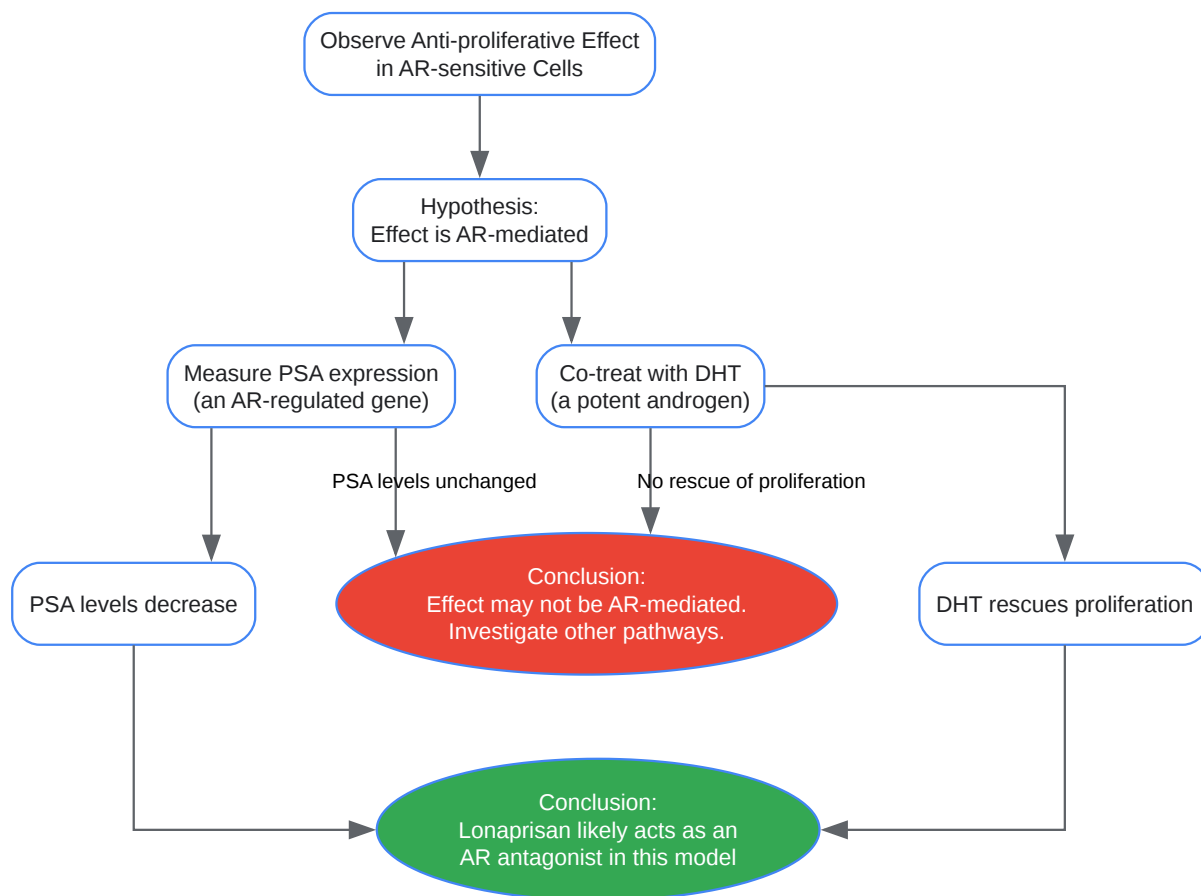 Observe Anti-proliferative Effect
in AR-sensitive Cells
Hypothesis:
Effect is AR-mediated
Measure PSA expression
(an AR-regulated gene)
Co-treat with DHT
(a potent androgen)
PSA levels unchanged
No rescue of proliferation
PSA levels decrease
Conclusion:
Effect may not be AR-mediated.
Investigate other pathways.
DHT rescues proliferation
Conclusion:
Lonaprisan likely acts as an
AR antagonist in this model